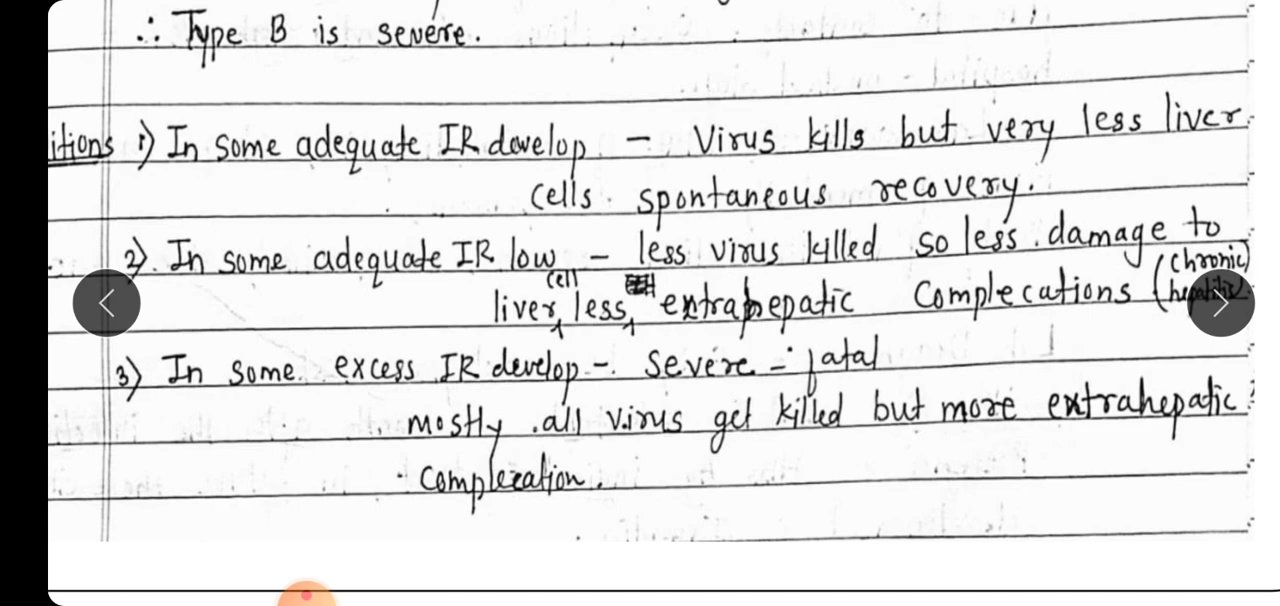 ∴ Type B is severe.
itions 1) In some adequate IR develop – Virus kills but very less liver
cells spontaneous recovery.
2) In some adequate IR low – less virus killed so less damage to
liver cell less extrahepatic Complecations (chronic
3) In some excess IR develop – severe – fatal
mostly all virus get killed but more extrahepatic
complecation